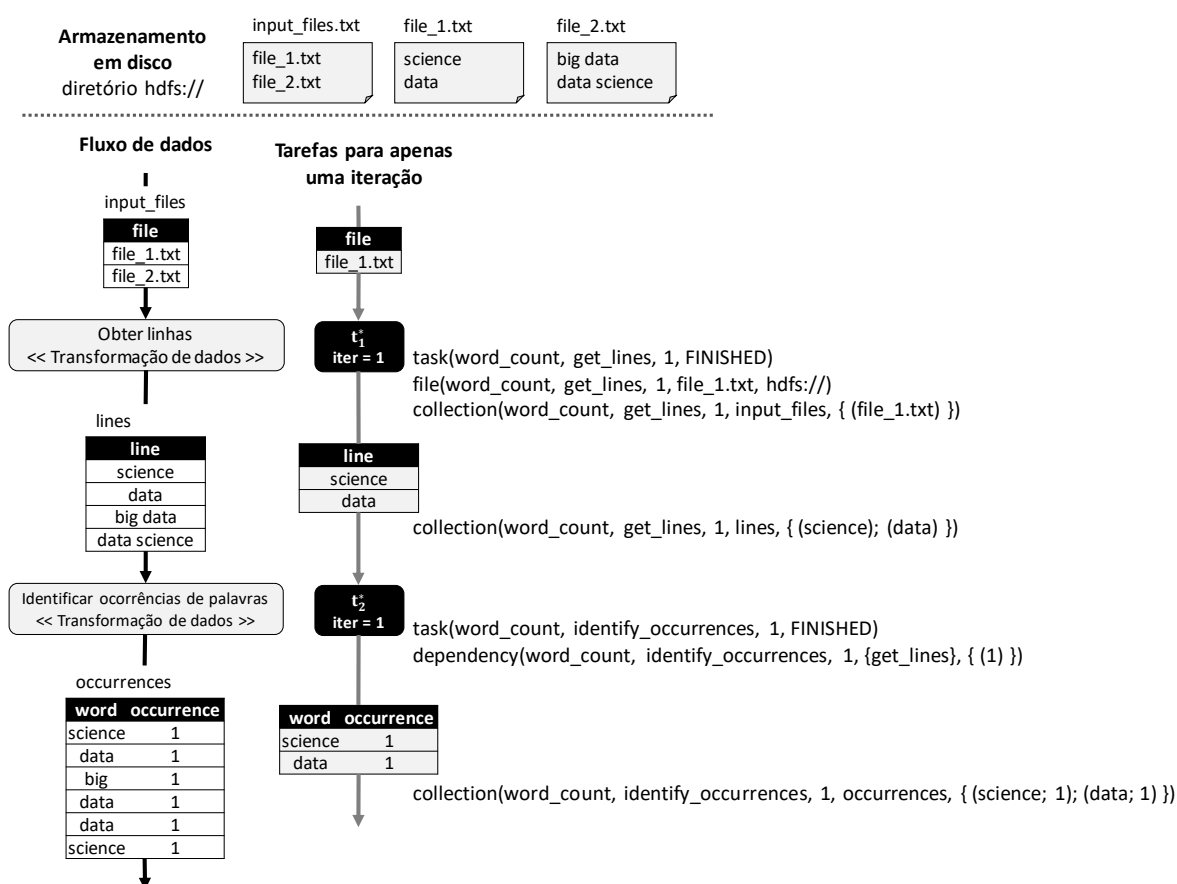 Armazenamento
em disco
diretório hdfs://
input_files.txt
file_1.txt
file_2.txt
file_1.txt
science
data
file_2.txt
big data
data science
Fluxo de dados
input_files
file
file_1.txt
file_2.txt
Obter linhas
<< Transformação de dados >>
lines
line
science
data
big data
data science
Identificar ocorrências de palavras
<< Transformação de dados >>
occurrences
word occurrence
science 1
data 1
big 1
data 1
data 1
science 1
Tarefas para apenas
uma iteração
file
file_1.txt
t₁*
iter = 1
task(word_count, get_lines, 1, FINISHED)
file(word_count, get_lines, 1, file_1.txt, hdfs://)
collection(word_count, get_lines, 1, input_files, { (file_1.txt) })
line
science
data
collection(word_count, get_lines, 1, lines, { (science); (data) })
t₂*
iter = 1
task(word_count, identify_occurrences, 1, FINISHED)
dependency(word_count, identify_occurrences, 1, {get_lines}, { (1) })
word occurrence
science 1
data 1
collection(word_count, identify_occurrences, 1, occurrences, { (science; 1); (data; 1) })